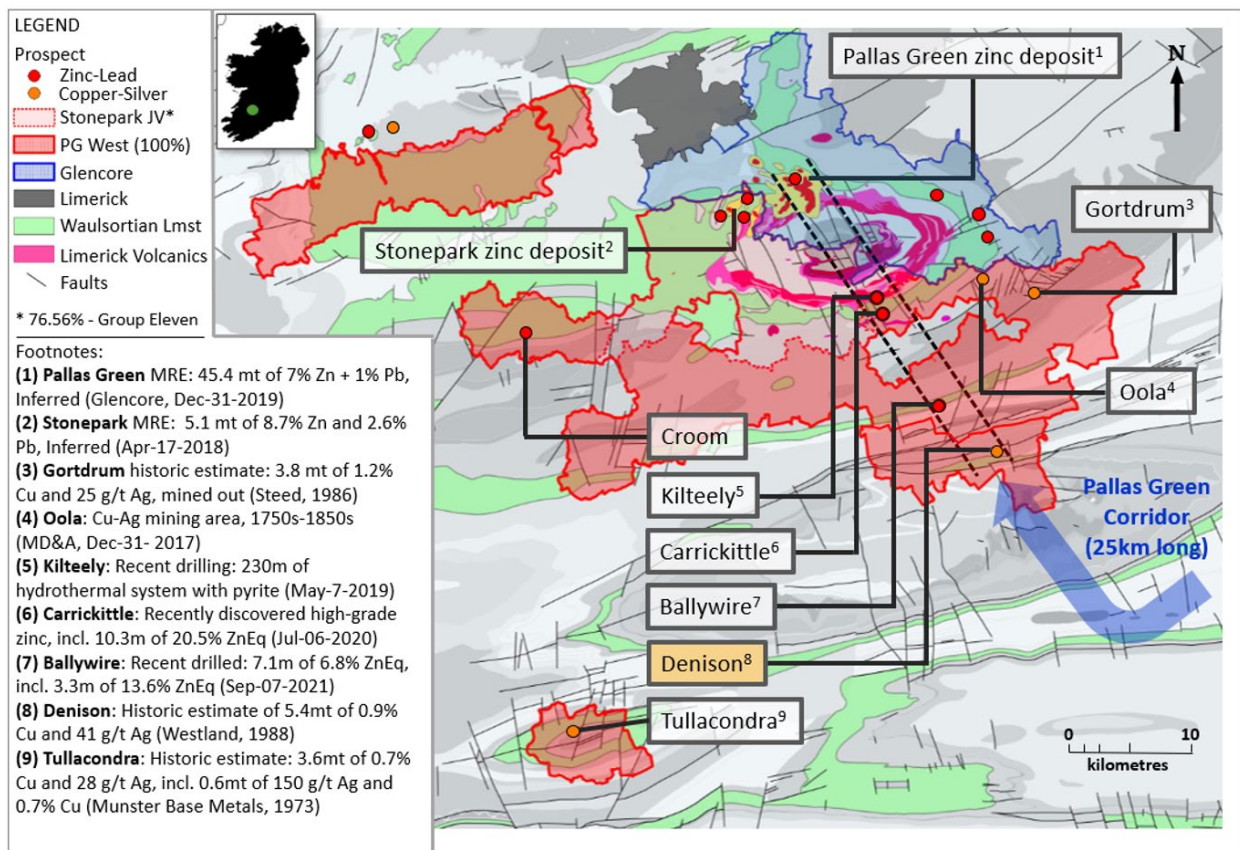 LEGEND
Prospect
Zinc-Lead
Copper-Silver
Stonepark JV*
PG West (100%)
Glencore
Limerick
Waulsortian Lmst
Limerick Volcanics
Faults
* 76.56% - Group Eleven
Footnotes:
(1) Pallas Green MRE: 45.4 mt of 7% Zn + 1% Pb,
Inferred (Glencore, Dec-31-2019)
(2) Stonepark MRE: 5.1 mt of 8.7% Zn and 2.6%
Pb, Inferred (Apr-17-2018)
(3) Gortdrum historic estimate: 3.8 mt of 1.2%
Cu and 25 g/t Ag, mined out (Steed, 1986)
(4) Oola: Cu-Ag mining area, 1750s-1850s
(MD&A, Dec-31- 2017)
(5) Kilteely: Recent drilling: 230m of
hydrothermal system with pyrite (May-7-2019)
(6) Carrickittle: Recently discovered high-grade
zinc, incl. 10.3m of 20.5% ZnEq (Jul-06-2020)
(7) Ballywire: Recent drilled: 7.1m of 6.8% ZnEq,
incl. 3.3m of 13.6% ZnEq (Sep-07-2021)
(8) Denison: Historic estimate of 5.4mt of 0.9%
Cu and 41 g/t Ag (Westland, 1988)
(9) Tullacondra: Historic estimate: 3.6mt of 0.7%
Cu and 28 g/t Ag, incl. 0.6mt of 150 g/t Ag and
0.7% Cu (Munster Base Metals, 1973)
Pallas Green zinc deposit¹
N
Gortdrum³
Stonepark zinc deposit²
Oola⁴
Croom
Kilteely⁵
Carrickittle⁶
Ballywire⁷
Denison⁸
Tullacondra⁹
Pallas Green
Corridor
(25km long)
0 10
kilometres